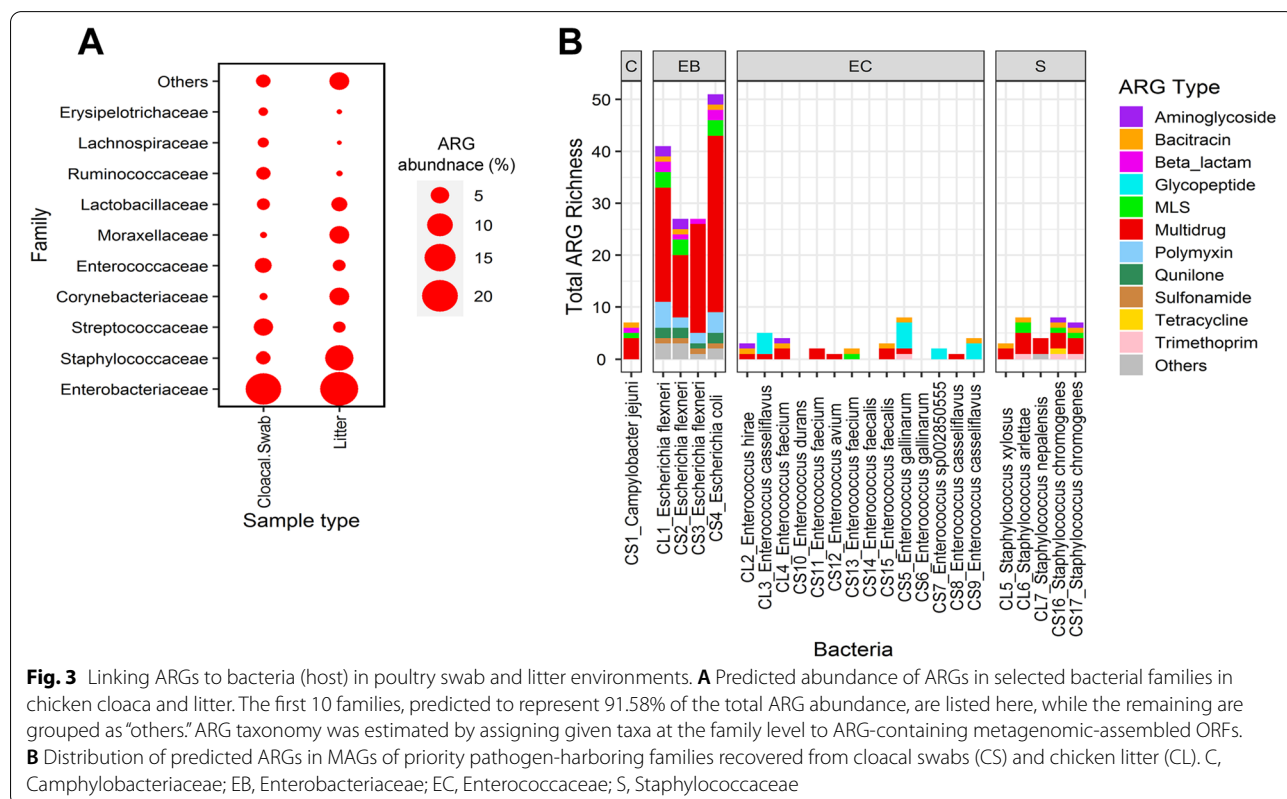 A
Others
Erysipelotrichaceae
Lachnospiraceae
Ruminococcaceae
Lactobacillaceae
Moraxellaceae
Enterococcaceae
Corynebacteriaceae
Streptococcaceae
Staphylococcaceae
Enterobacteriaceae
Family
Cloacal.Swab
Litter
Sample type
ARG
abundnace (%)
5
10
15
20
B
C
EB
EC
S
50
40
30
20
10
0
Total ARG Richness
CS1_Campylobacter jejuni
CL1_Escherichia flexneri
CS2_Escherichia flexneri
CS3_Escherichia flexneri
CS4_Escherichia coli
CL2_Enterococcus hirae
CL3_Enterococcus casseliflavus
CL4_Enterococcus faecium
CS10_Enterococcus durans
CS11_Enterococcus faecium
CS12_Enterococcus avium
CS13_Enterococcus faecium
CS14_Enterococcus faecalis
CS15_Enterococcus faecalis
CS5_Enterococcus gallinarum
CS6_Enterococcus gallinarum
CS7_Enterococcus sp002850555
CS8_Enterococcus casseliflavus
CS9_Enterococcus casseliflavus
CL5_Staphylococcus xylosus
CL6_Staphylococcus arlettae
CL7_Staphylococcus nepalensis
CS16_Staphylococcus chromogenes
CS17_Staphylococcus chromogenes
Bacteria
ARG Type
Aminoglycoside
Bacitracin
Beta_lactam
Glycopeptide
MLS
Multidrug
Polymyxin
Qunilone
Sulfonamide
Tetracycline
Trimethoprim
Others
Fig. 3 Linking ARGs to bacteria (host) in poultry swab and litter environments. A Predicted abundance of ARGs in selected bacterial families in
chicken cloaca and litter. The first 10 families, predicted to represent 91.58% of the total ARG abundance, are listed here, while the remaining are
grouped as “others.” ARG taxonomy was estimated by assigning given taxa at the family level to ARG-containing metagenomic-assembled ORFs.
B Distribution of predicted ARGs in MAGs of priority pathogen-harboring families recovered from cloacal swabs (CS) and chicken litter (CL). C,
Camphylobacteriaceae; EB, Enterobacteriaceae; EC, Enterococcaceae; S, Staphylococcaceae